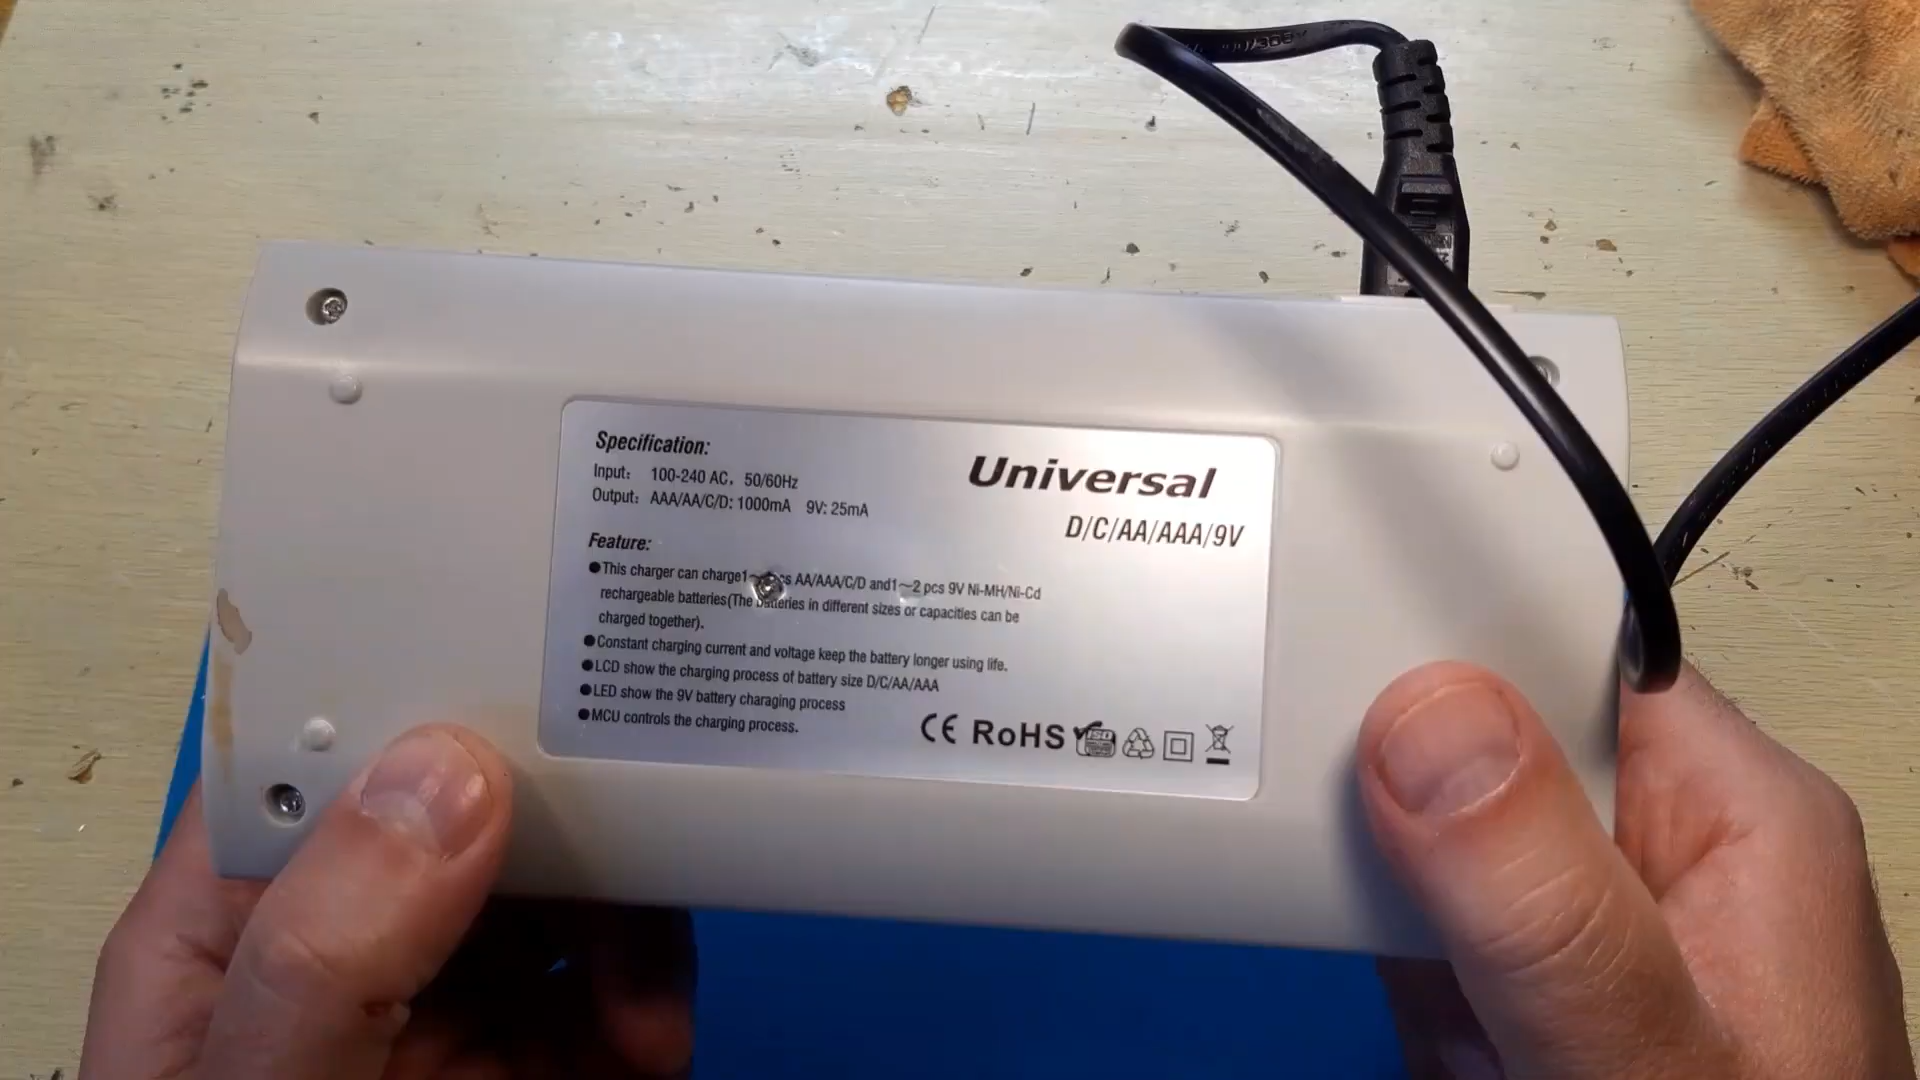 Specification:
Input: 100-240 AC, 50/60Hz
Output: AAA/AA/C/D: 1000mA 9V: 25mA
Universal
D/C/AA/AAA/9V
Feature:
●This charger can charge1~ AA/AAA/C/D and1~2 pcs 9V Ni-MH/Ni-Cd
rechargeable batteries(The batteries in different sizes or capacities can be
charged together).
●Constant charging current and voltage keep the battery longer using life.
●LCD show the charging process of battery size D/C/AA/AAA
●LED show the 9V battery charaging process
●MCU controls the charging process.
CE RoHS ISO